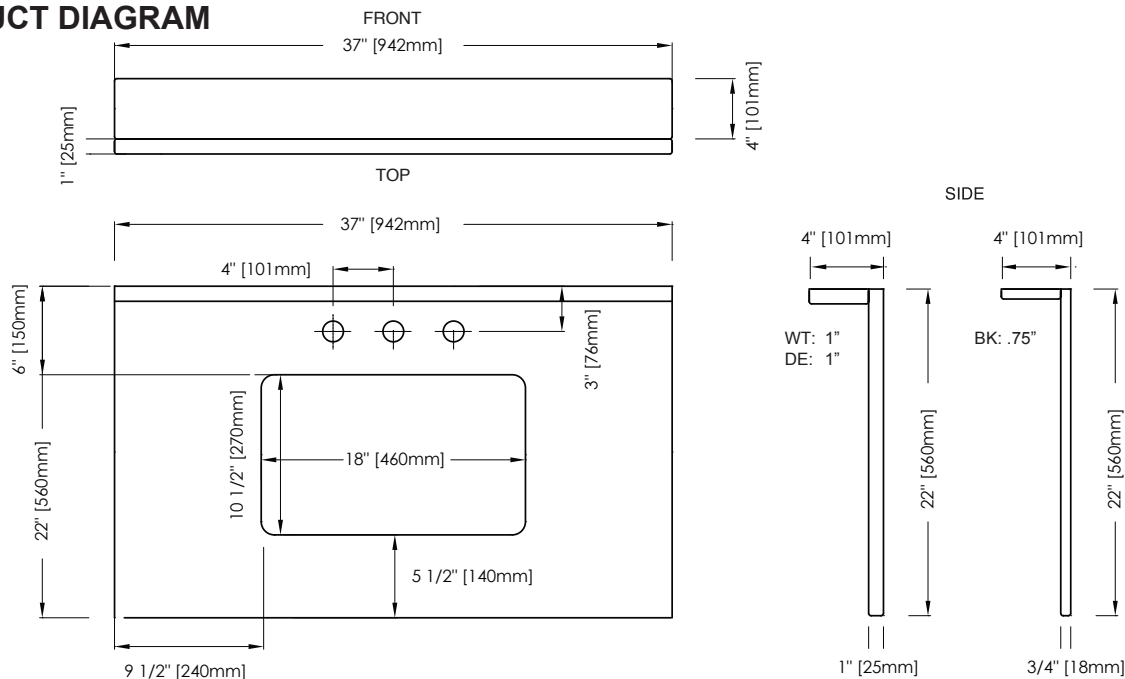 UCT DIAGRAM
FRONT
37" [942mm]
4" [101mm]
1" [25mm]
TOP
37" [942mm]
4" [101mm]
6" [150mm]
3" [76mm]
22" [560mm]
10 1/2" [270mm]
18" [460mm]
5 1/2" [140mm]
9 1/2" [240mm]
SIDE
4" [101mm]
4" [101mm]
WT: 1”
DE: 1”
BK: .75”
22" [560mm]
22" [560mm]
1" [25mm]
3/4" [18mm]